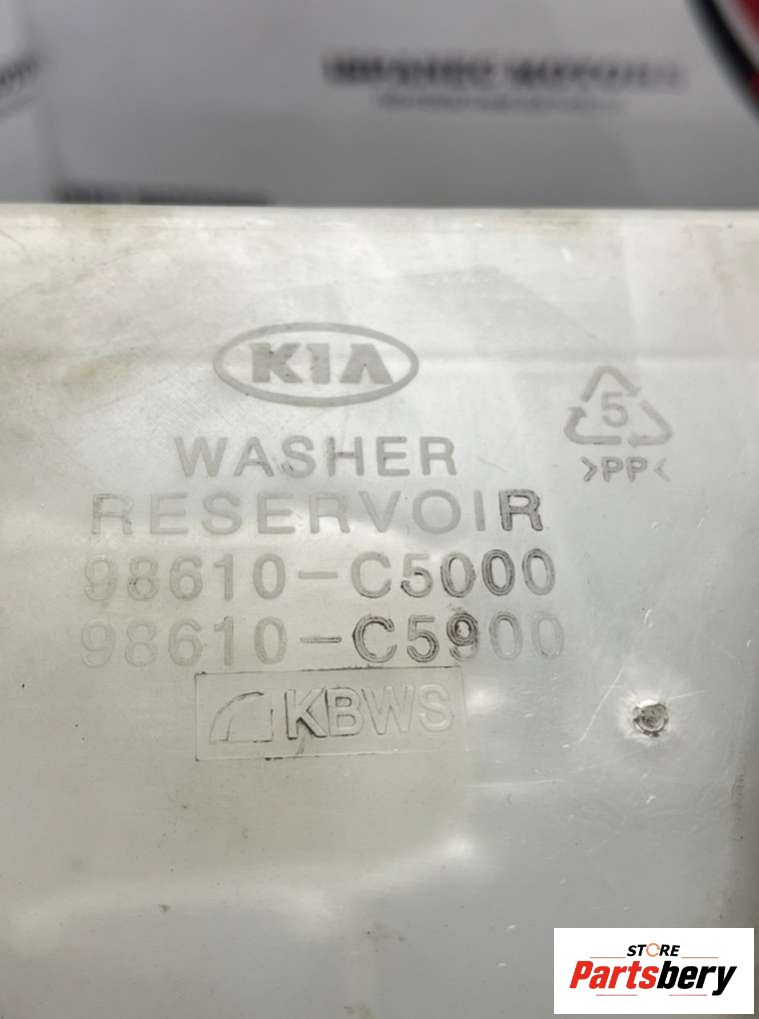 KIA
WASHER
RESERVOIR
98610-C5000
98610-C5900
KBWS
5
>PP<
STORE
Partsbery